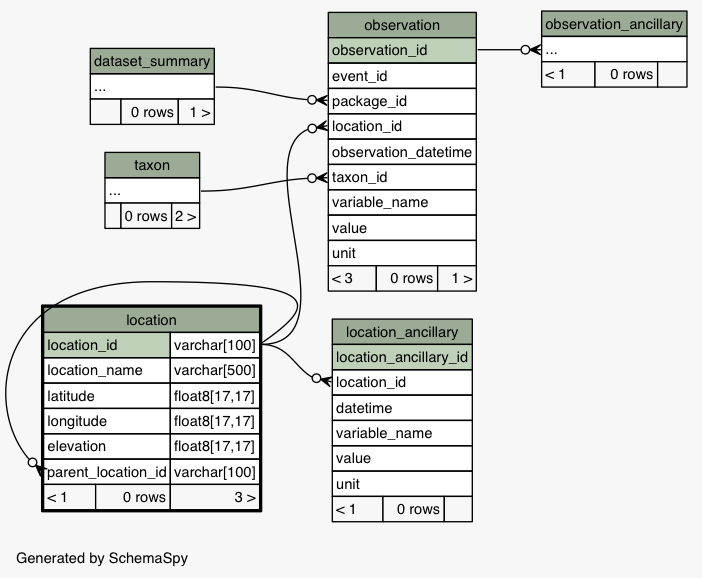 observation
observation_id
event_id
package_id
location_id
observation_datetime
taxon_id
variable_name
value
unit
< 3 0 rows 1 >
observation_ancillary
...
< 1 0 rows
dataset_summary
...
0 rows 1 >
taxon
...
0 rows 2 >
location
location_id varchar[100]
location_name varchar[500]
latitude float8[17,17]
longitude float8[17,17]
elevation float8[17,17]
parent_location_id varchar[100]
< 1 0 rows 3 >
location_ancillary
location_ancillary_id
location_id
datetime
variable_name
value
unit
< 1 0 rows
Generated by SchemaSpy